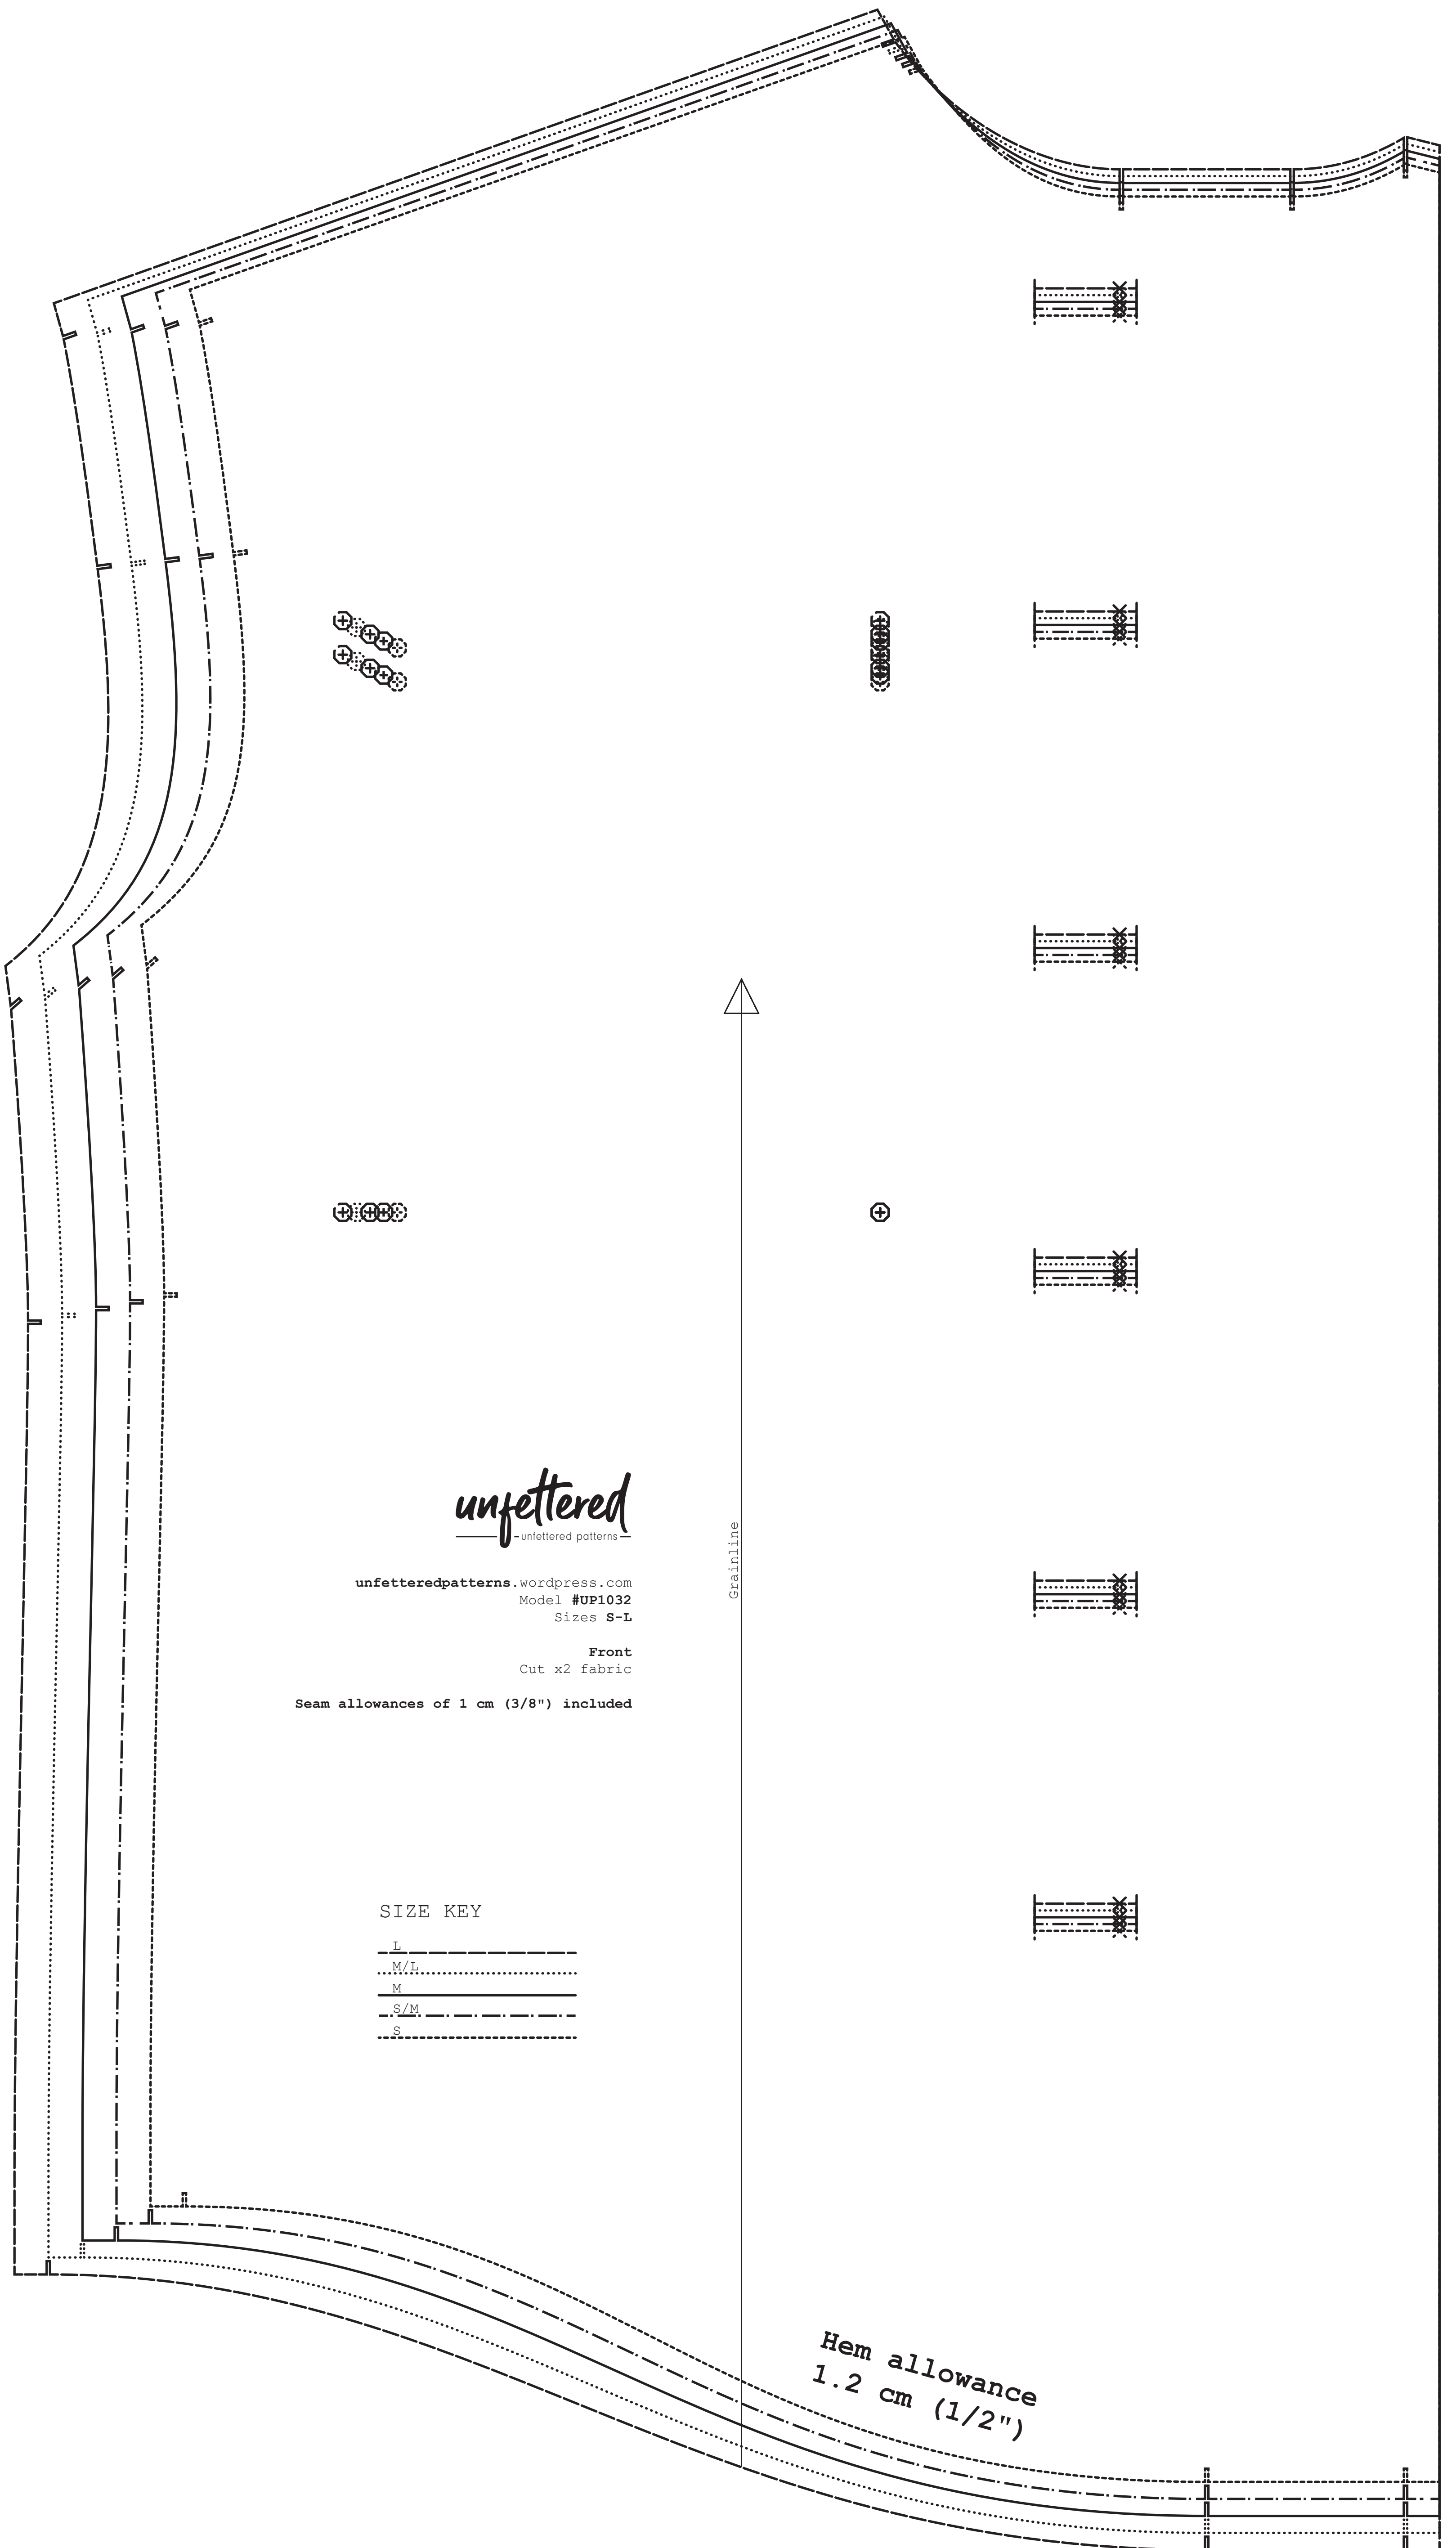 unfettered
unfettered patterns
unfetteredpatterns.wordpress.com
Model #UP1032
Sizes S-L
Front
Cut x2 fabric
Seam allowances of 1 cm (3/8") included
Grainline
SIZE KEY
L
M/L
M
S/M
S
Hem allowance
1.2 cm (1/2")